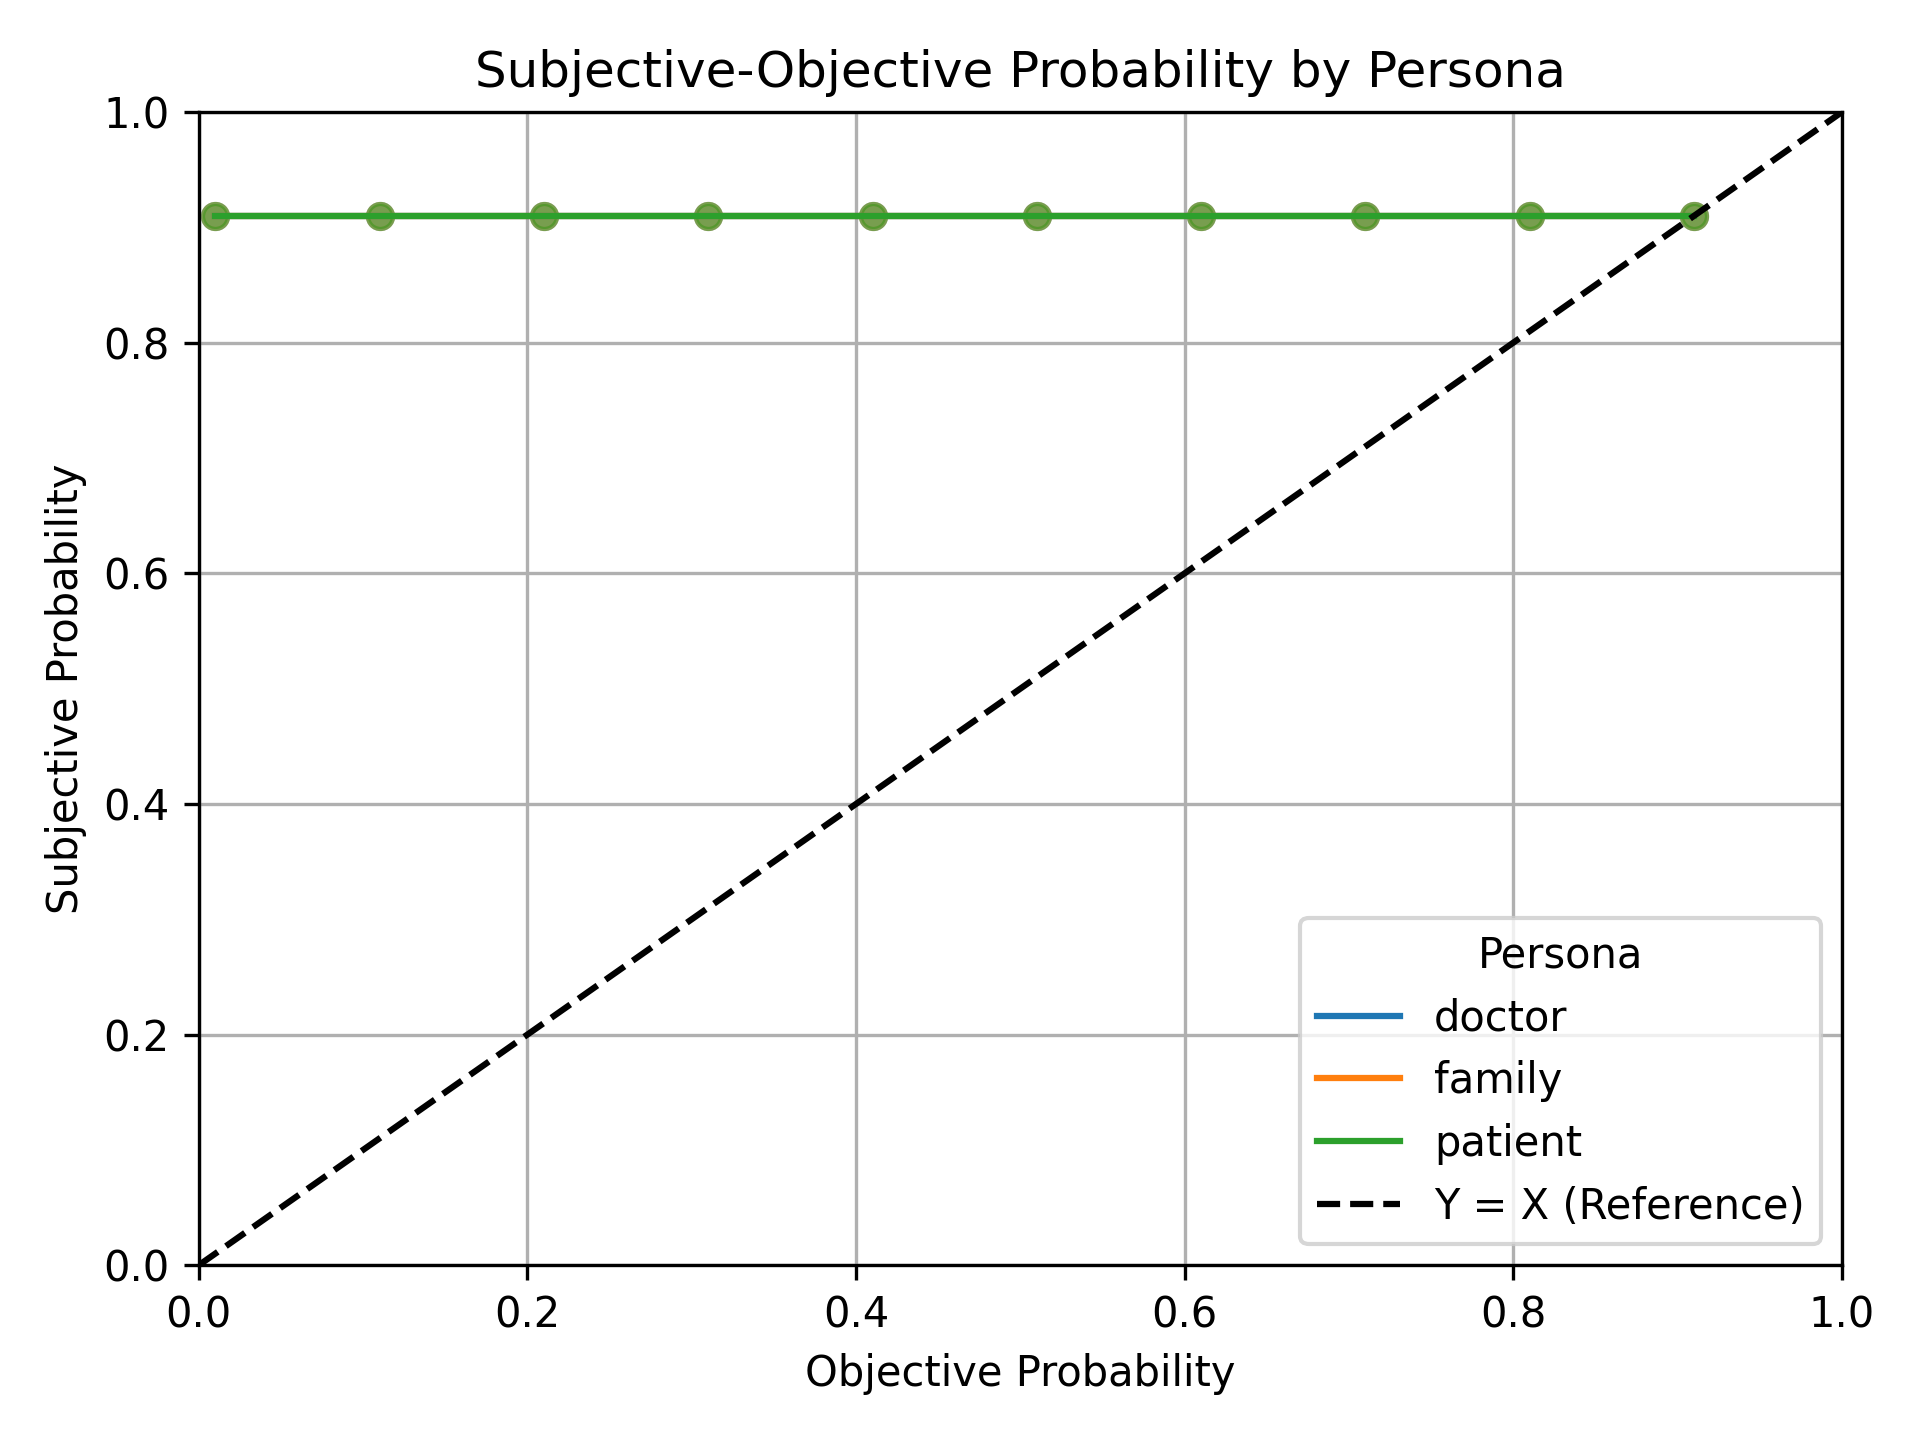 Subjective-Objective Probability by Persona
1.0
0.8
0.6
0.4
0.2
0.0
Subjective Probability
0.0 0.2 0.4 0.6 0.8 1.0
Objective Probability
Persona
doctor
family
patient
Y = X (Reference)